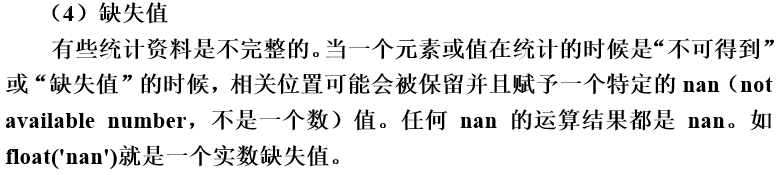 （4）缺失值
有些统计资料是不完整的。当一个元素或值在统计的时候是“不可得到”
或“缺失值”的时候，相关位置可能会被保留并且赋予一个特定的 nan（not
available number，不是一个数）值。任何 nan 的运算结果都是 nan。如
float('nan')就是一个实数缺失值。